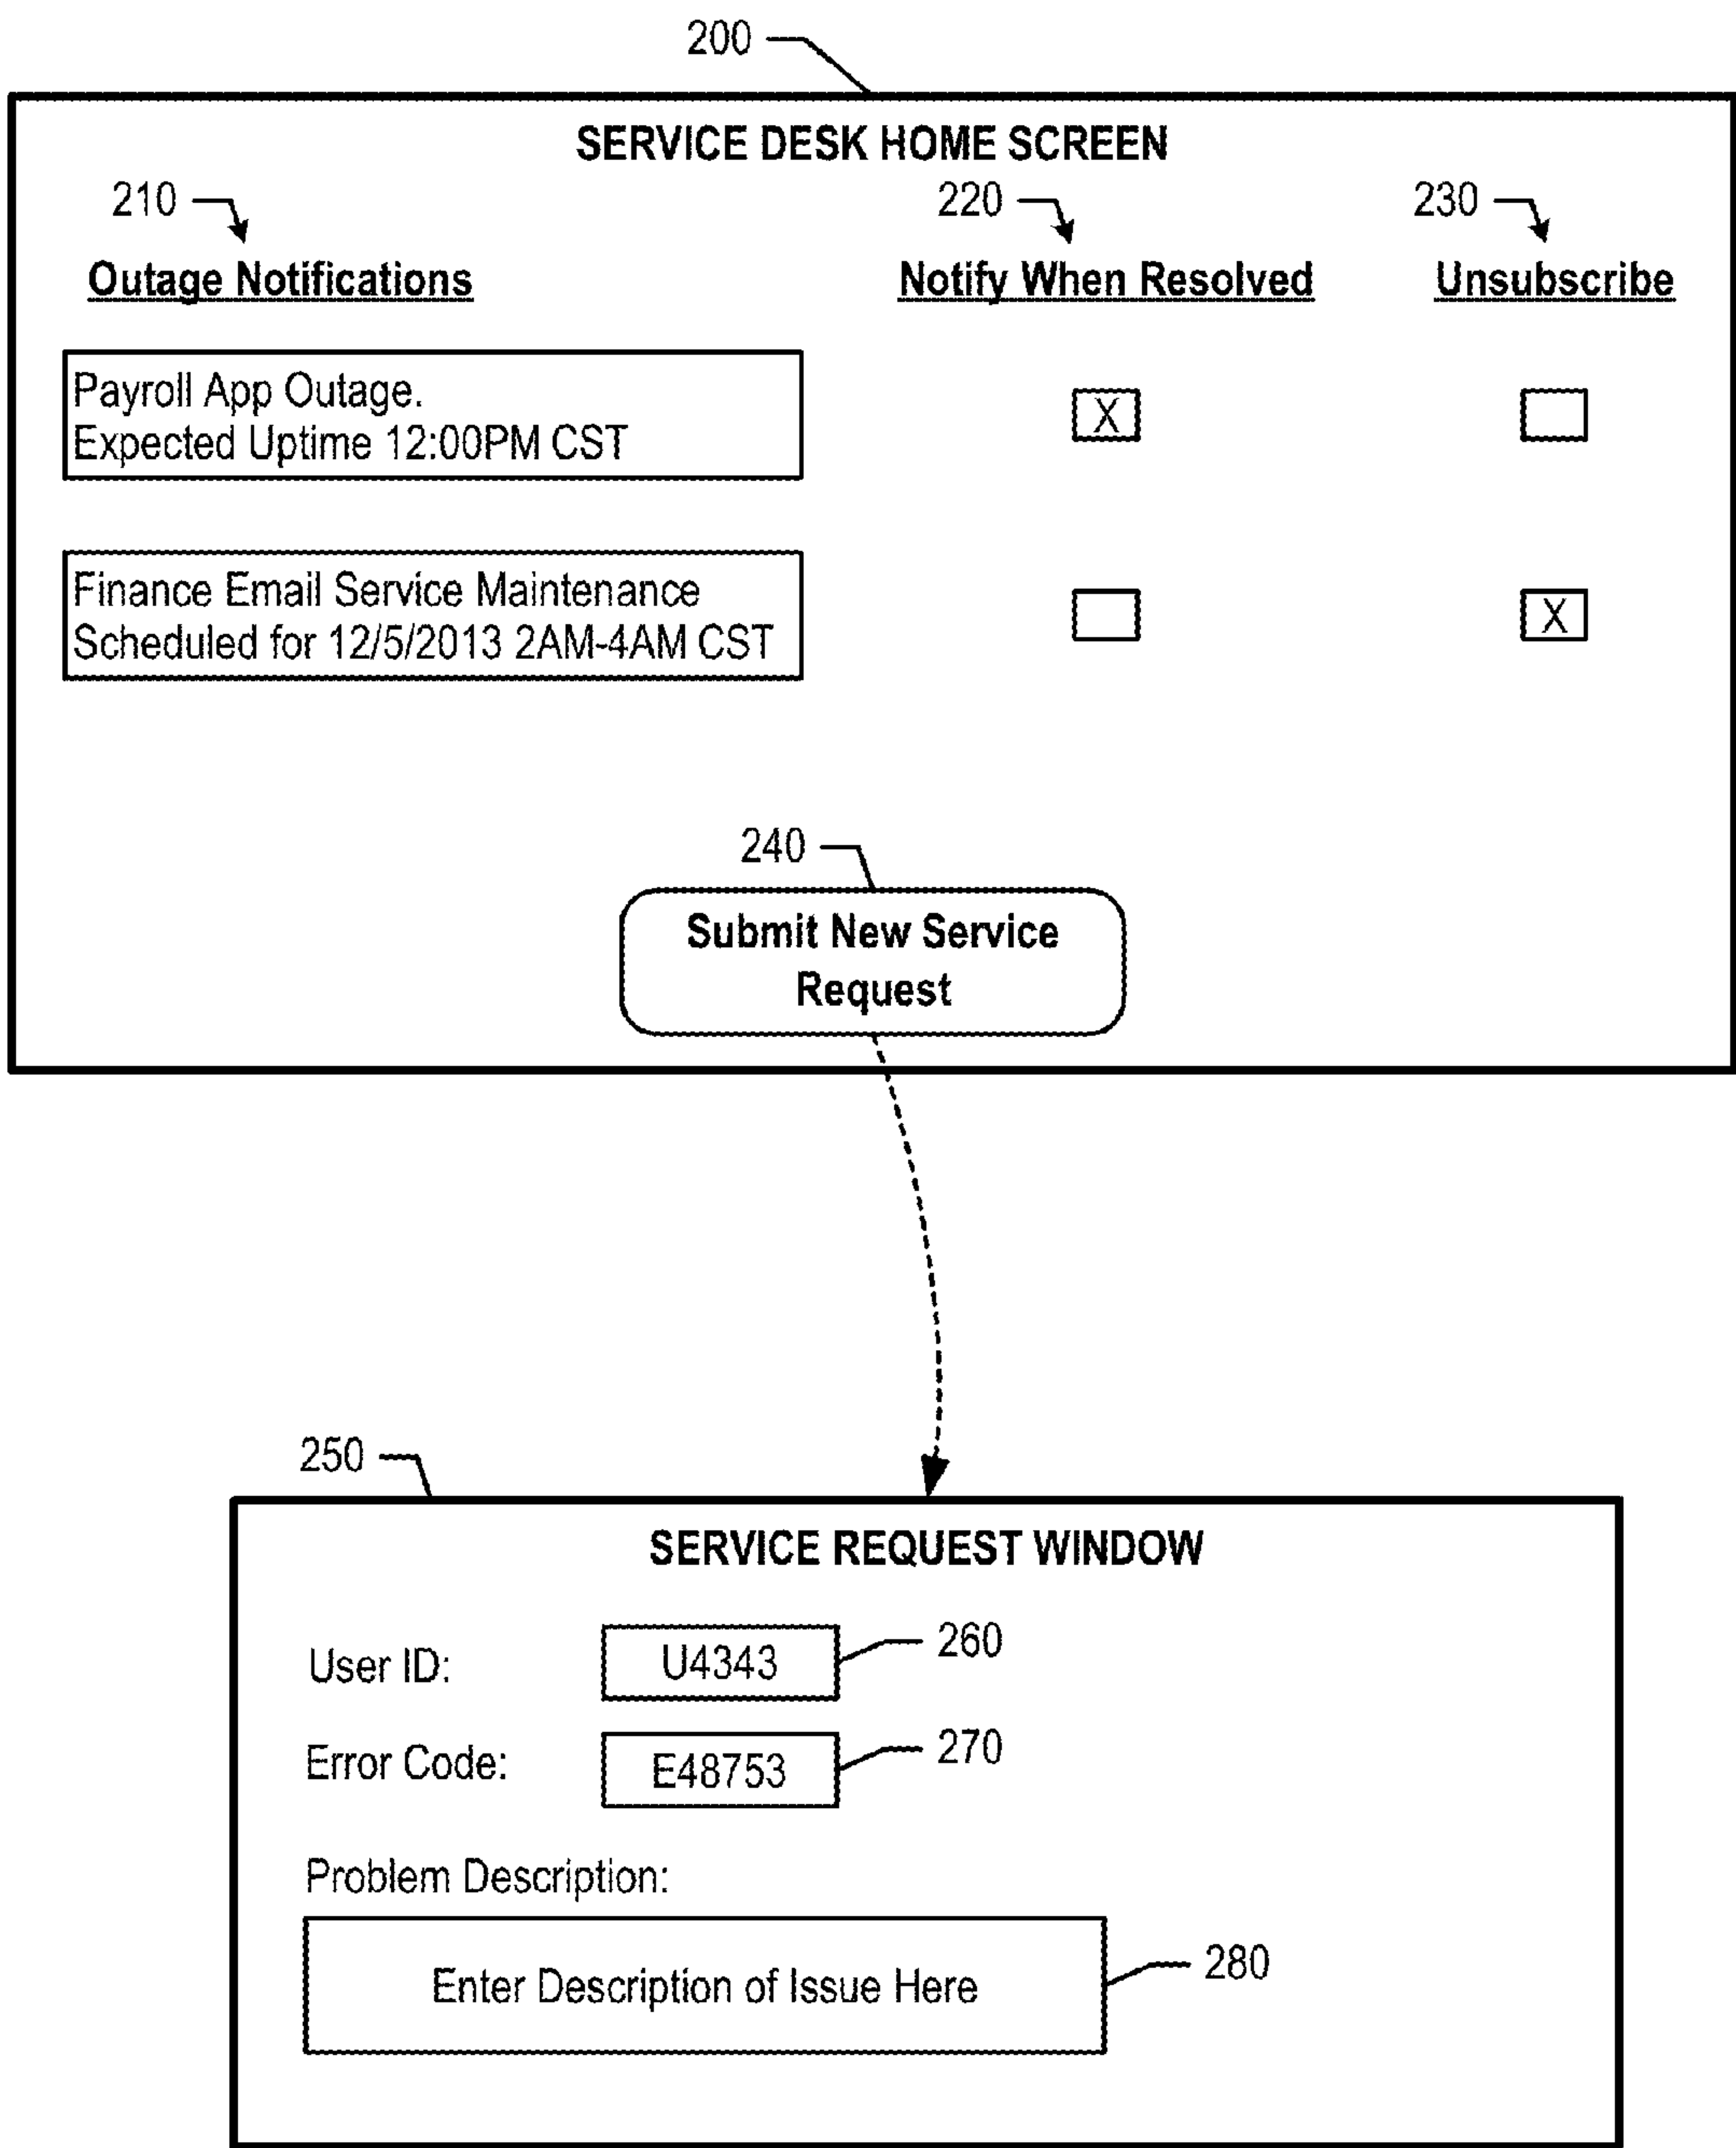 200
SERVICE DESK HOME SCREEN
210 220 230
Outage Notifications Notify When Resolved Unsubscribe
Payroll App Outage.
Expected Uptime 12:00PM CST
X
Finance Email Service Maintenance
Scheduled for 12/5/2013 2AM-4AM CST
X
240
Submit New Service
Request
250
SERVICE REQUEST WINDOW
User ID: U4343 260
Error Code: E48753 270
Problem Description:
Enter Description of Issue Here 280